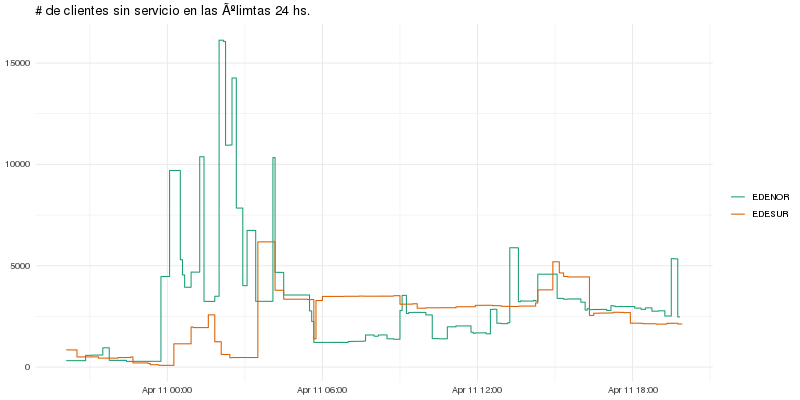 # de clientes sin servicio en las Ãºlimtas 24 hs.
15000
10000
5000
0
Apr 11 00:00 Apr 11 06:00 Apr 11 12:00 Apr 11 18:00
EDENOR
EDESUR